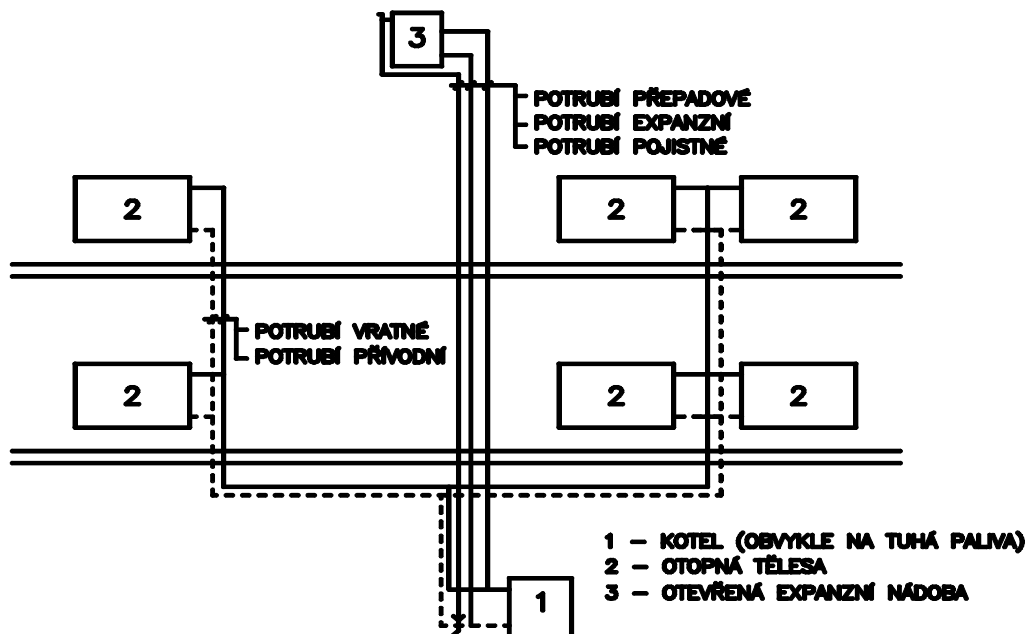 3
POTRUBÍ PŘEPADOVÉ
POTRUBÍ EXPANZNÍ
POTRUBÍ POJISTNÉ
2
2
2
POTRUBÍ VRATNÉ
POTRUBÍ PŘÍVODNÍ
2
2
2
1 – KOTEL (OBVYKLE NA TUHÁ PALIVA)
2 – OTOPNÁ TĚLESA
3 – OTEVŘENÁ EXPANZNÍ NÁDOBA
1